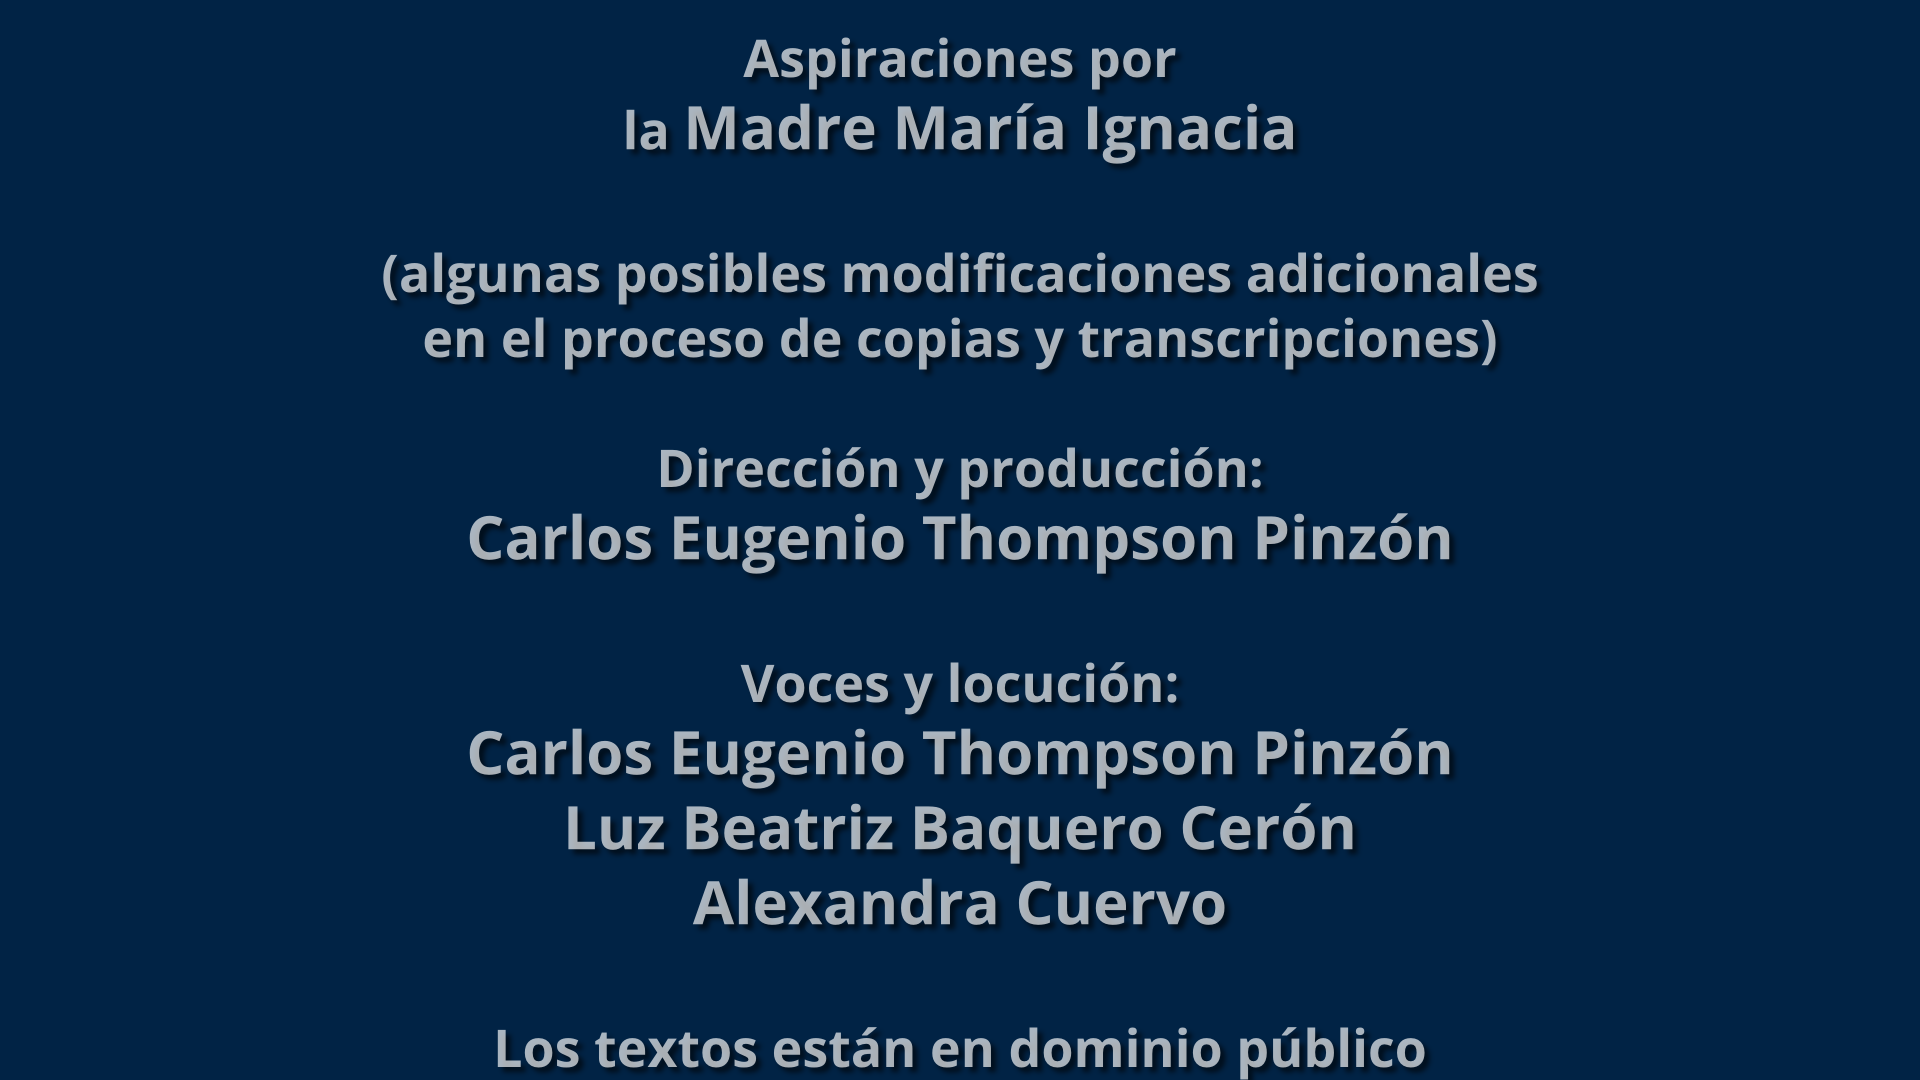 Aspiraciones por
la Madre María Ignacia
(algunas posibles modificaciones adicionales
en el proceso de copias y transcripciones)
Dirección y producción:
Carlos Eugenio Thompson Pinzón
Voces y locución:
Carlos Eugenio Thompson Pinzón
Luz Beatriz Baquero Cerón
Alexandra Cuervo
Los textos están en dominio público